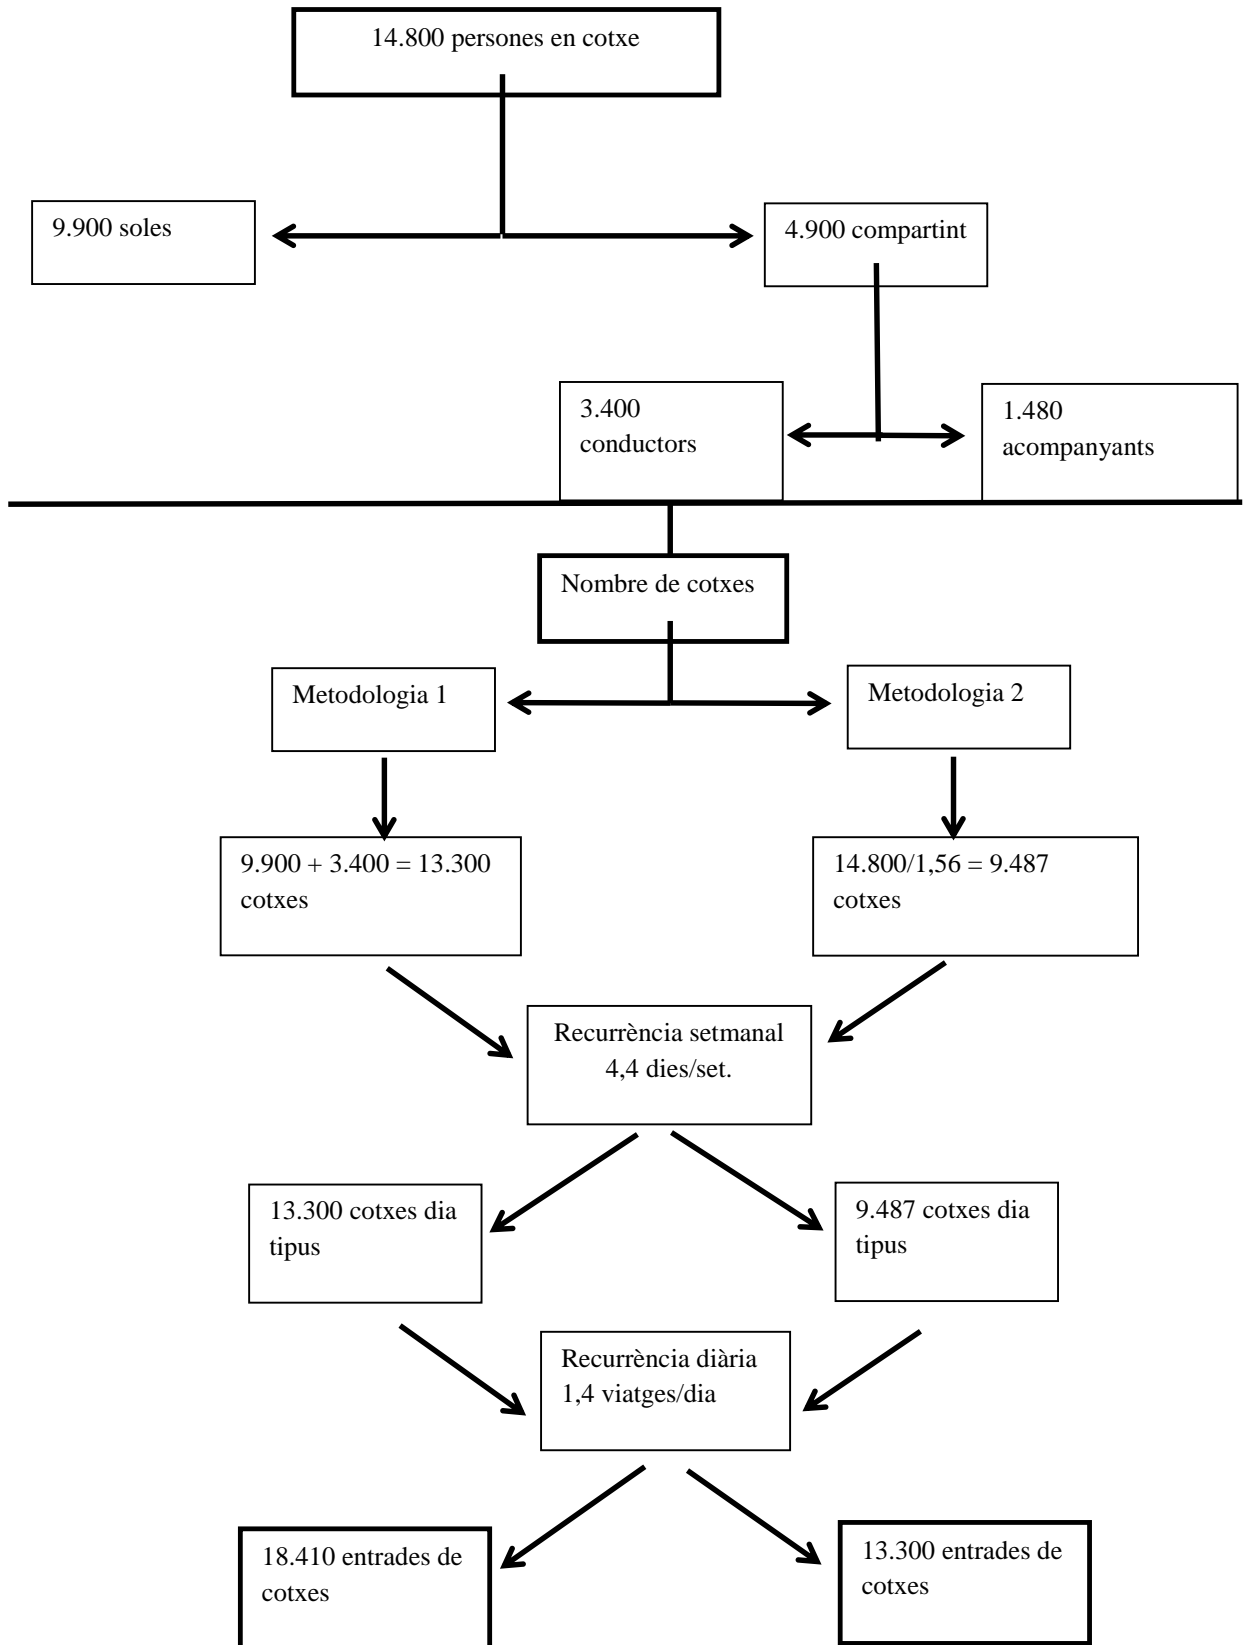 14.800 persones en cotxe
9.900 soles
4.900 compartint
3.400
conductors
1.480
acompanyants
Nombre de cotxes
Metodologia 1
Metodologia 2
9.900 + 3.400 = 13.300
cotxes
14.800/1,56 = 9.487
cotxes
Recurrència setmanal
4,4 dies/set.
13.300 cotxes dia
tipus
9.487 cotxes dia
tipus
Recurrència diària
1,4 viatges/dia
18.410 entrades de
cotxes
13.300 entrades de
cotxes